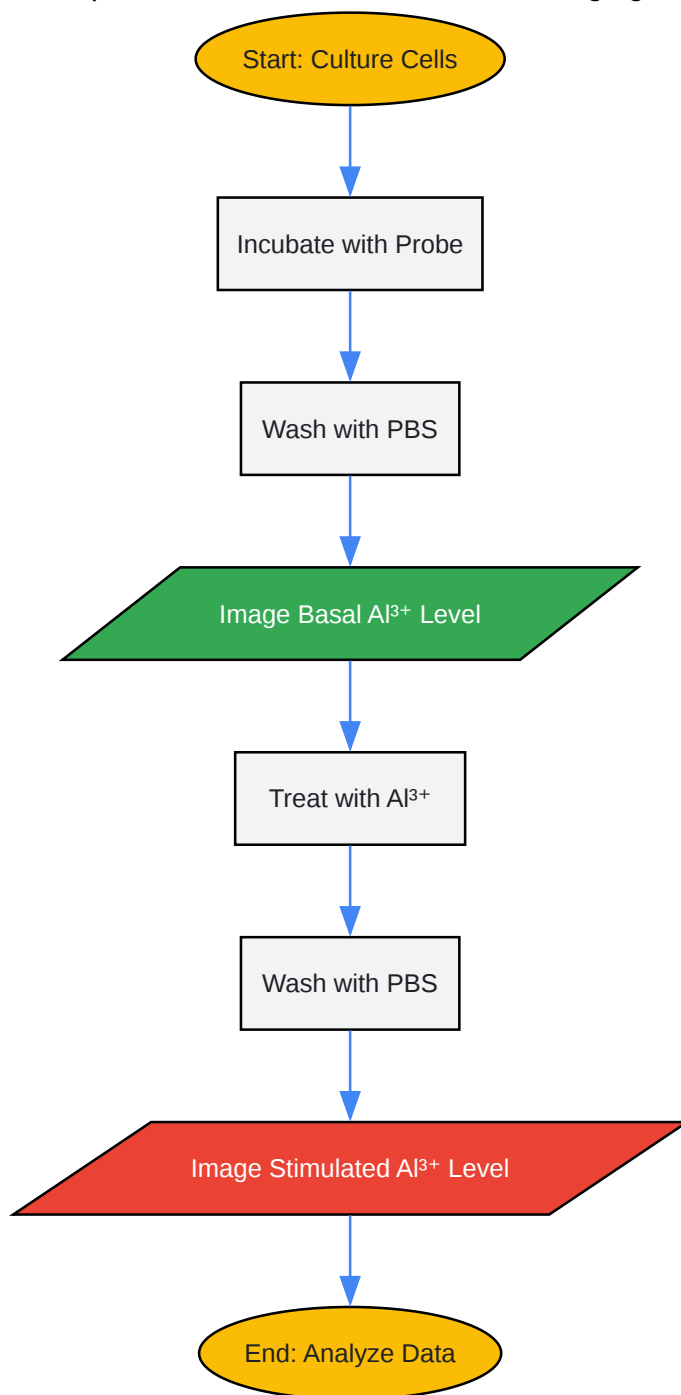 Start: Culture Cells
Incubate with Probe
Wash with PBS
Image Basal Al³⁺ Level
Treat with Al³⁺
Wash with PBS
Image Stimulated Al³⁺ Level
End: Analyze Data